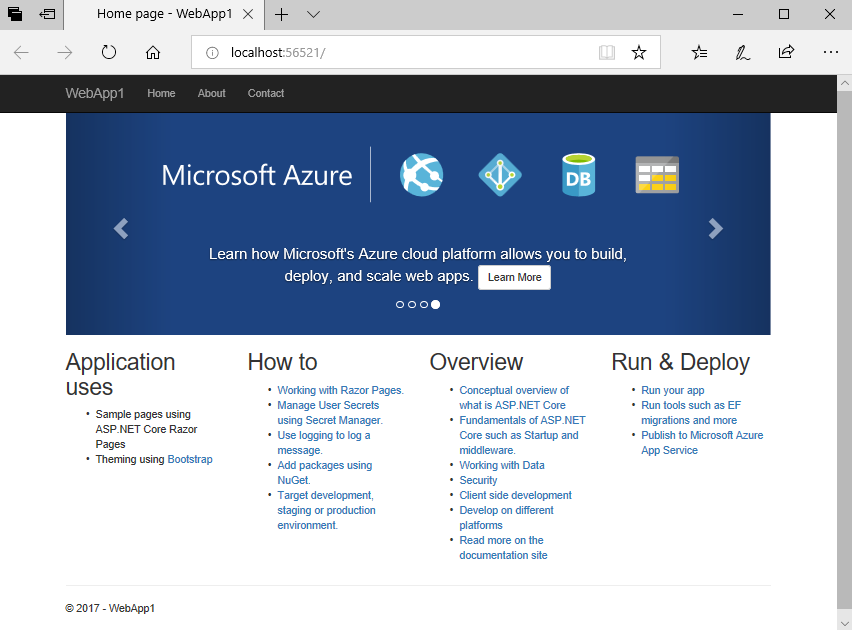 Home page - WebApp1
localhost:56521/
WebApp1 Home About Contact
Microsoft Azure
DB
Learn how Microsoft's Azure cloud platform allows you to build,
deploy, and scale web apps. Learn More
Application
uses
• Sample pages using
ASP.NET Core Razor
Pages
• Theming using Bootstrap
How to
• Working with Razor Pages.
• Manage User Secrets
using Secret Manager.
• Use logging to log a
message.
• Add packages using
NuGet.
• Target development,
staging or production
environment.
Overview
• Conceptual overview of
what is ASP.NET Core
• Fundamentals of ASP.NET
Core such as Startup and
middleware.
• Working with Data
• Security
• Client side development
• Develop on different
platforms
• Read more on the
documentation site
Run & Deploy
• Run your app
• Run tools such as EF
migrations and more
• Publish to Microsoft Azure
App Service
© 2017 - WebApp1